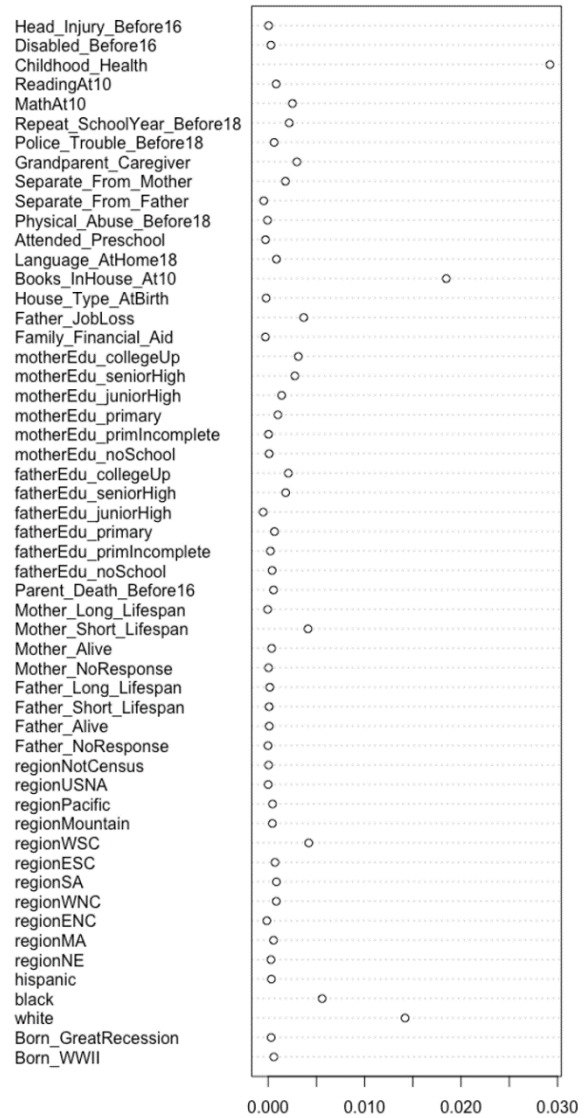 Head_Injury_Before16
Disabled_Before16
Childhood_Health
ReadingAt10
MathAt10
Repeat_SchoolYear_Before18
Police_Trouble_Before18
Grandparent_Caregiver
Separate_From_Mother
Separate_From_Father
Physical_Abuse_Before18
Attended_Preschool
Language_AtHome18
Books_InHouse_At10
House_Type_AtBirth
Father_JobLoss
Family_Financial_Aid
motherEdu_collegeUp
motherEdu_seniorHigh
motherEdu_juniorHigh
motherEdu_primary
motherEdu_primIncomplete
motherEdu_noSchool
fatherEdu_collegeUp
fatherEdu_seniorHigh
fatherEdu_juniorHigh
fatherEdu_primary
fatherEdu_primIncomplete
fatherEdu_noSchool
Parent_Death_Before16
Mother_Long_Lifespan
Mother_Short_Lifespan
Mother_Alive
Mother_NoResponse
Father_Long_Lifespan
Father_Short_Lifespan
Father_Alive
Father_NoResponse
regionNotCensus
regionUSNA
regionPacific
regionMountain
regionWSC
regionESC
regionSA
regionWNC
regionENC
regionMA
regionNE
hispanic
black
white
Born_GreatRecession
Born_WWII
0.000 0.010 0.020 0.030